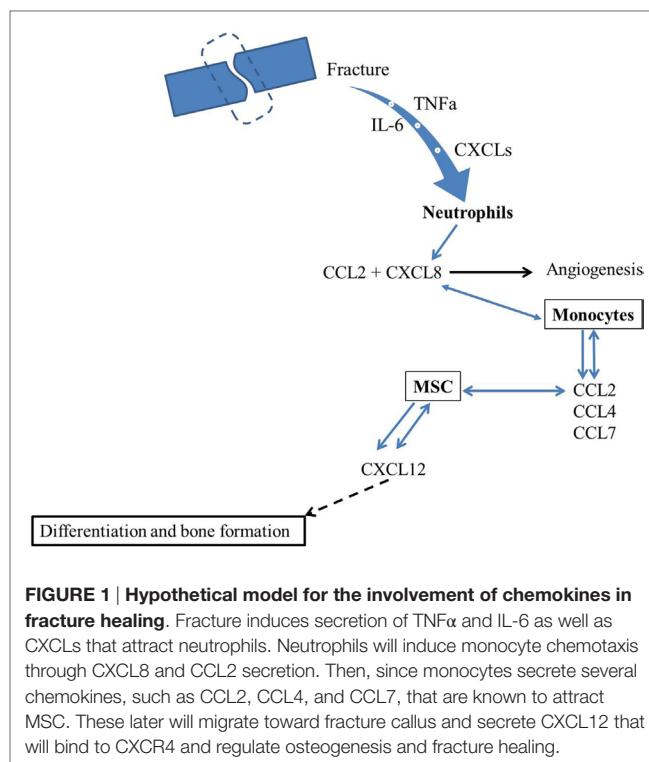 Fracture
TNFa
IL-6
CXCLs
Neutrophils
CCL2 + CXCL8
Angiogenesis
Monocytes
MSC
CCL2
CCL4
CCL7
CXCL12
Differentiation and bone formation
FIGURE 1 | Hypothetical model for the involvement of chemokines in
fracture healing. Fracture induces secretion of TNFα and IL-6 as well as
CXCLs that attract neutrophils. Neutrophils will induce monocyte chemotaxis
through CXCL8 and CCL2 secretion. Then, since monocytes secrete several
chemokines, such as CCL2, CCL4, and CCL7, that are known to attract
MSC. These later will migrate toward fracture callus and secrete CXCL12 that
will bind to CXCR4 and regulate osteogenesis and fracture healing.